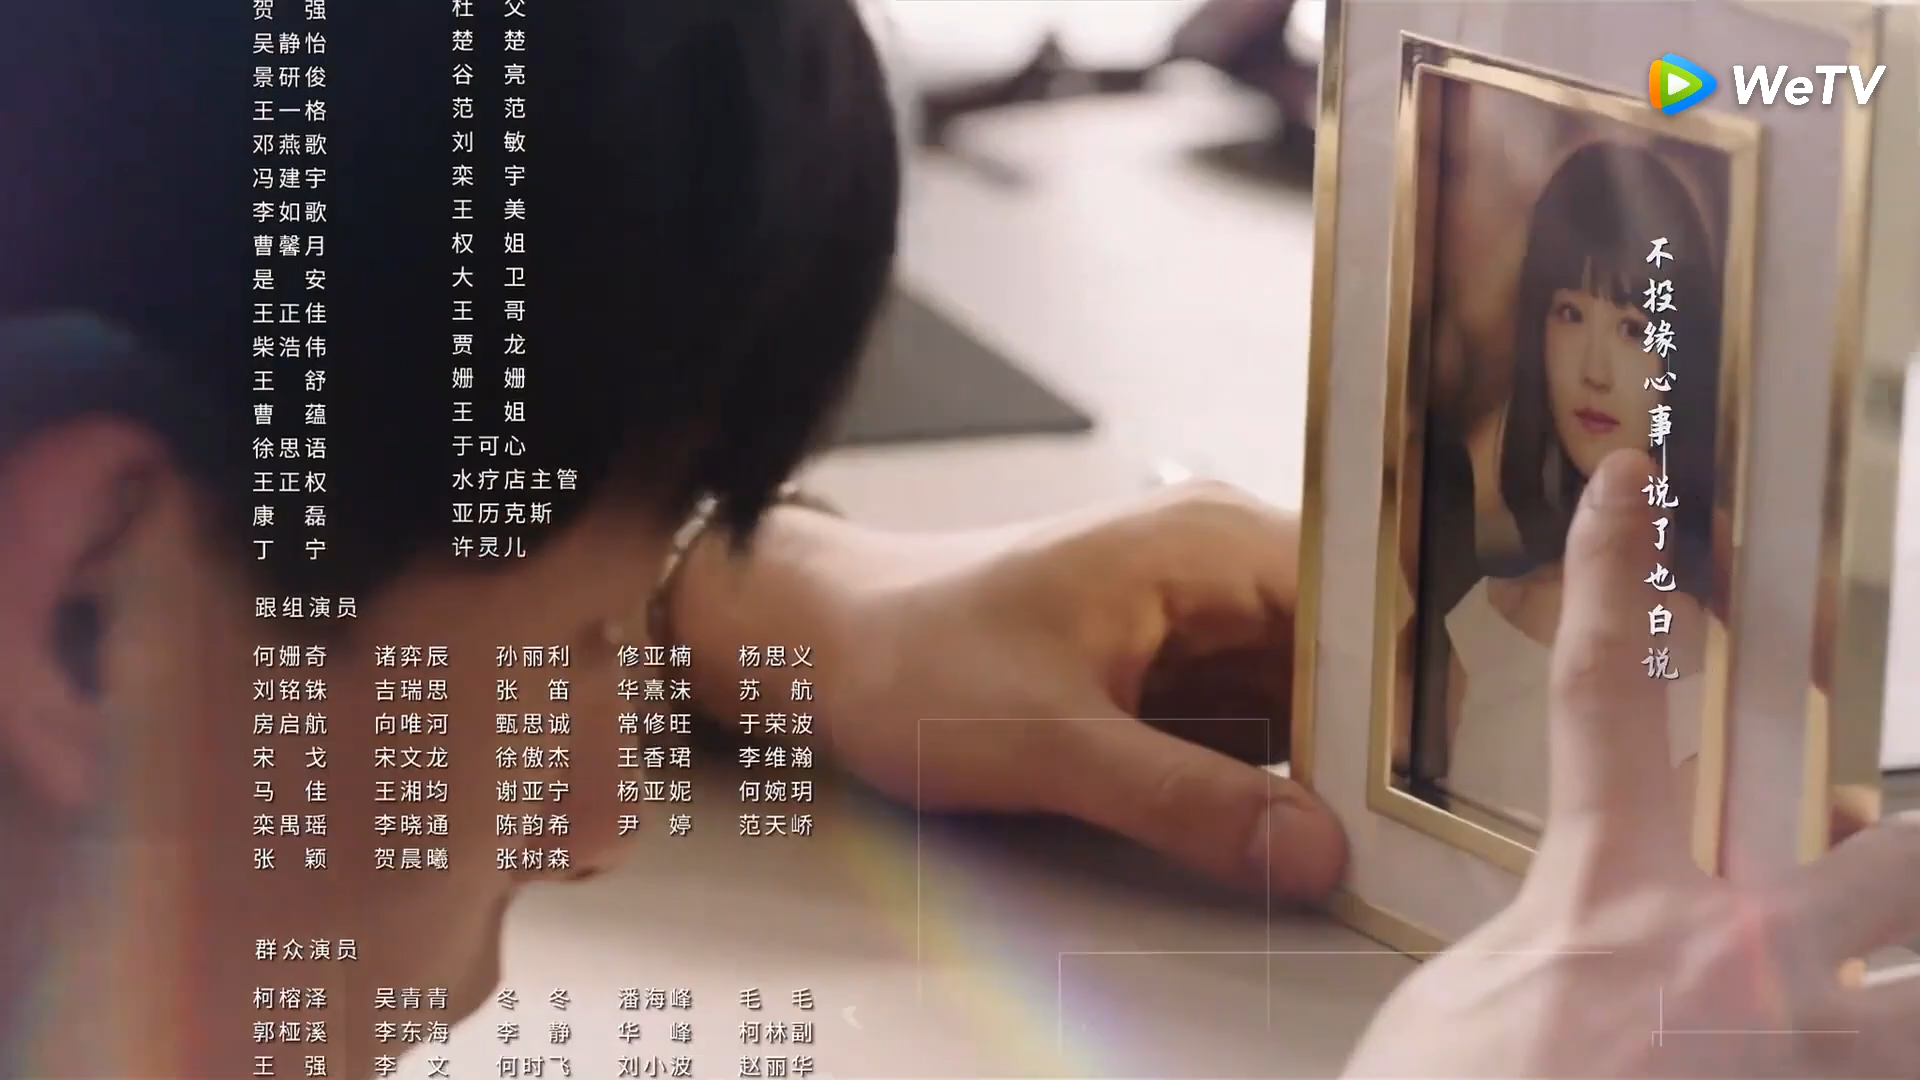 贺强 杜父
吴静怡 楚楚
景研俊 谷亮
王一格 范范
邓燕歌 刘敏
冯建宇 栾宇
李如歌 王美
曹馨月 权姐
是安 大卫
王正佳 王哥
柴浩伟 贾龙
王舒 姗姗
曹蕴 王姐
徐思语 于可心
王正权 水疗店主管
康磊 亚历克斯
丁宁 许灵儿
跟组演员
何姗奇 诸弈辰 孙丽利 修亚楠 杨思义
刘铭铢 吉瑞思 张笛 华熹沫 苏航
房启航 向唯河 甄思诚 常修旺 于荣波
宋戈 宋文龙 徐傲杰 王香珺 李维瀚
马佳 王湘均 谢亚宁 杨亚妮 何婉玥
栾禺瑶 李晓通 陈韵希 尹婷 范天峤
张颖 贺晨曦 张树森
群众演员
柯榕泽 吴青青 冬冬 潘海峰 毛毛
郭桠溪 李东海 李静 华峰 柯林副
王强 李文 何时飞 刘小波 赵丽华
WeTV
不投缘心事 说了也白说